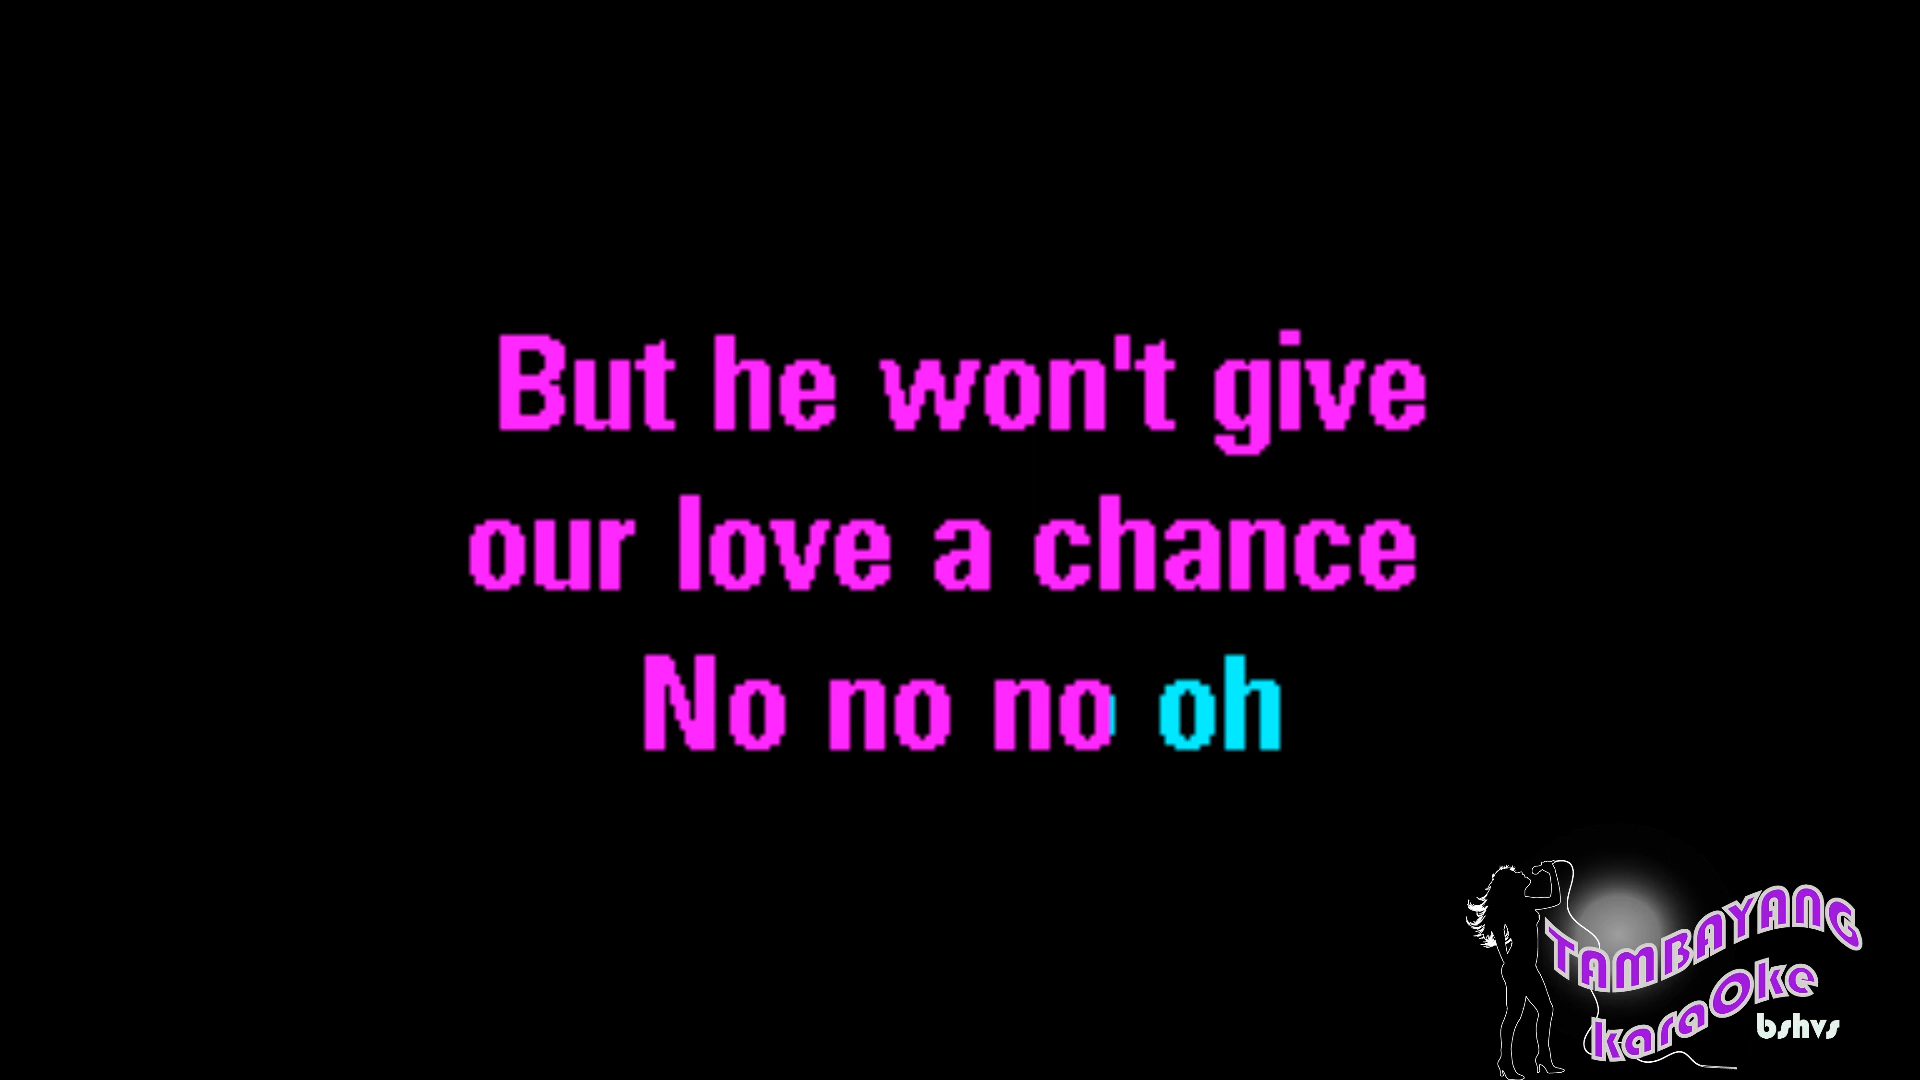 But he won't give
our love a chance
No no no oh
TAMBAYANG
karaOke
bshvs